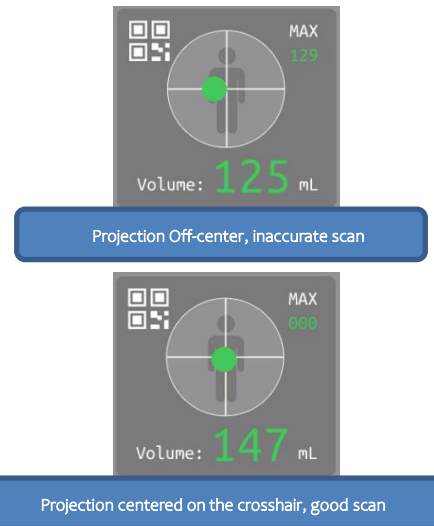 MAX
129
Volume: 125 mL
Projection Off-center, inaccurate scan
MAX
000
Volume: 147 mL
Projection centered on the crosshair, good scan